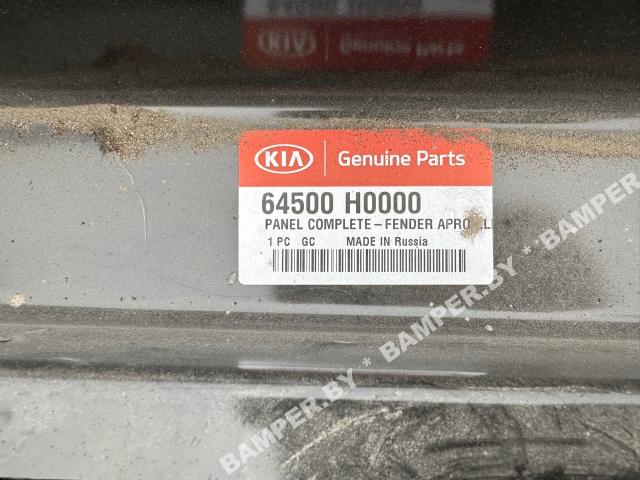 KIA Genuine Parts
64500 H0000
PANEL COMPLETE-FENDER
1 PC GC MADE IN Russia
BAMPER.BY * BAMPER.BY * BAMPER.BY